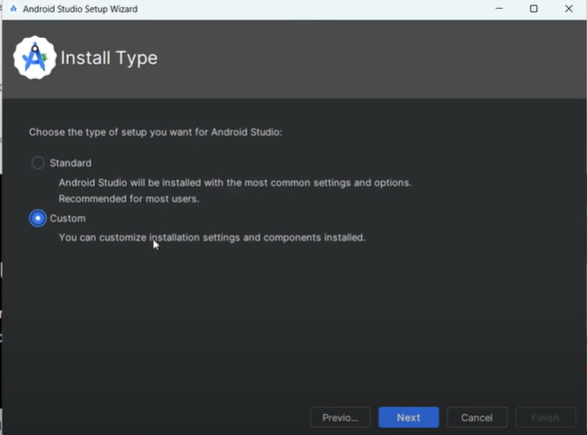 Android Studio Setup Wizard
Install Type
Choose the type of setup you want for Android Studio:
Standard
Android Studio will be installed with the most common settings and options.
Recommended for most users.
Custom
You can customize installation settings and components installed.
Previo...
Next
Cancel
Finish